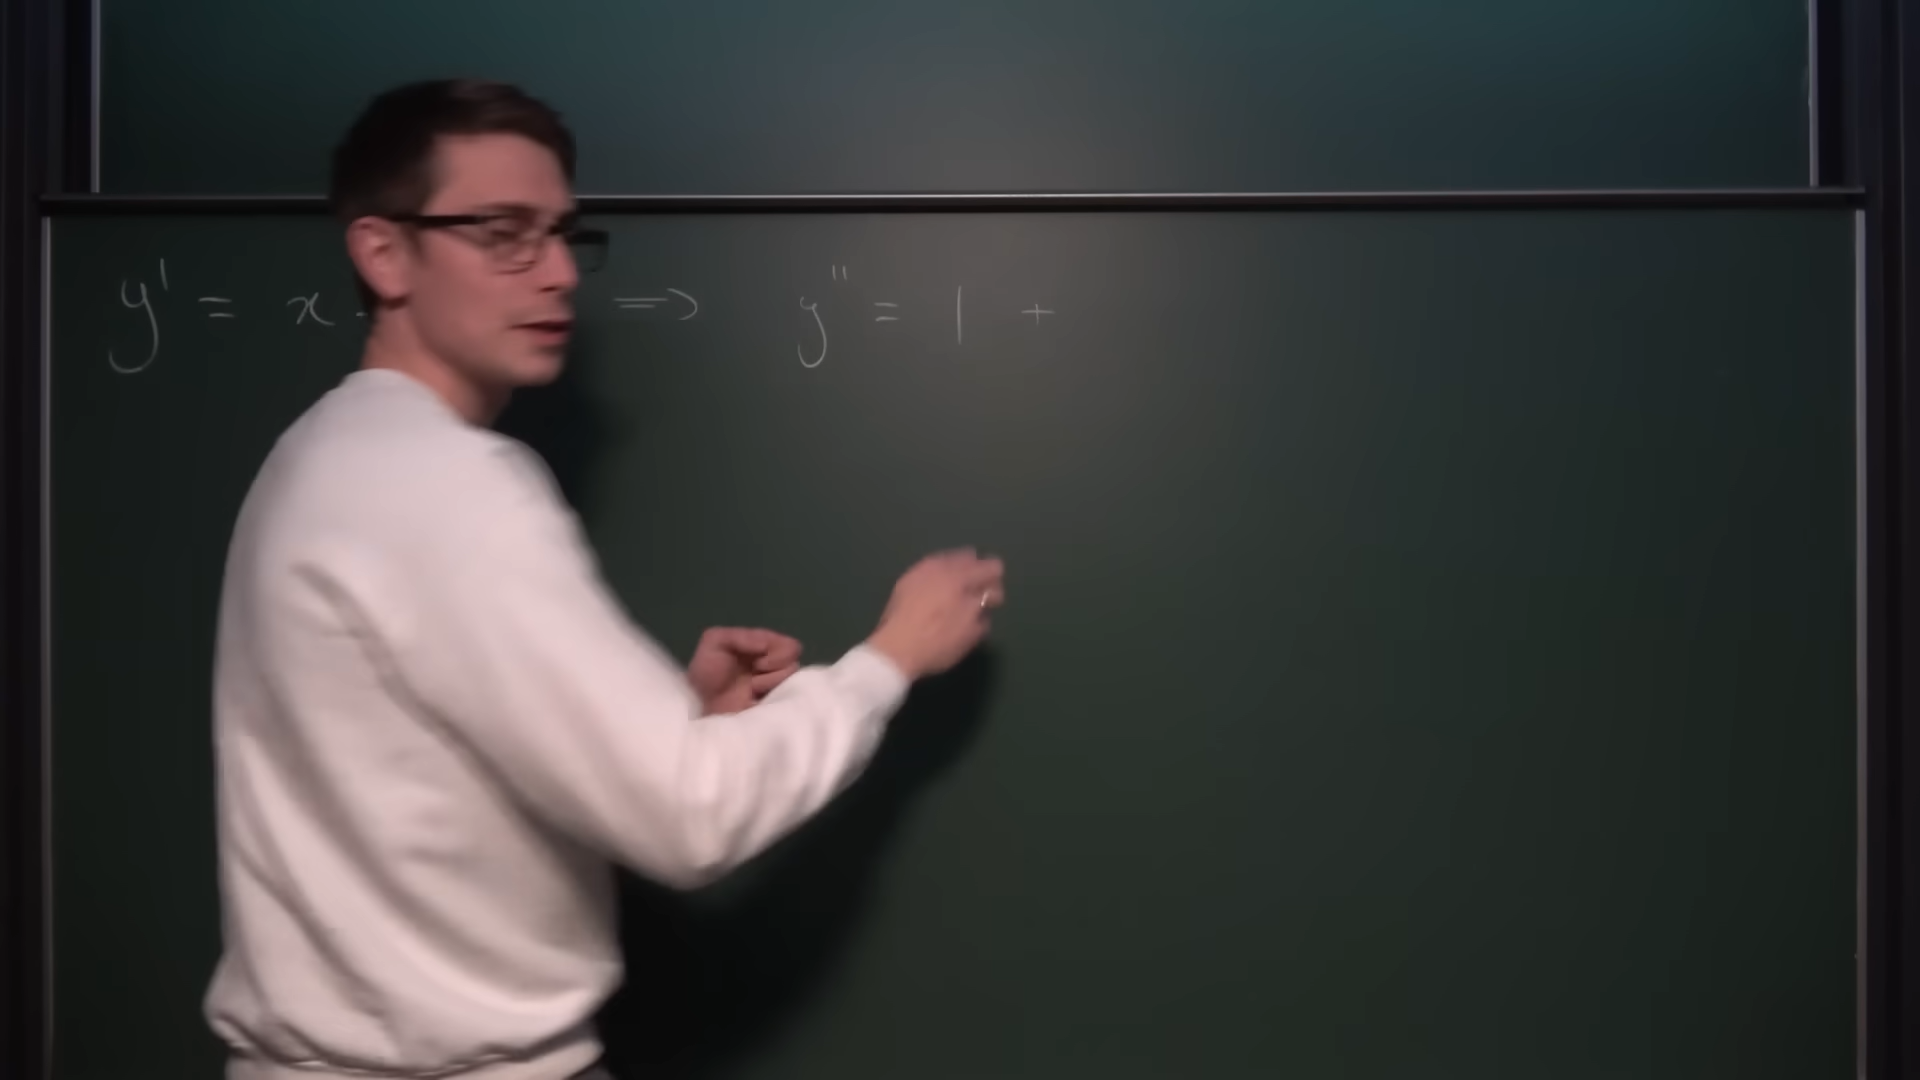 y' = x ⇒ y'' = 1 +